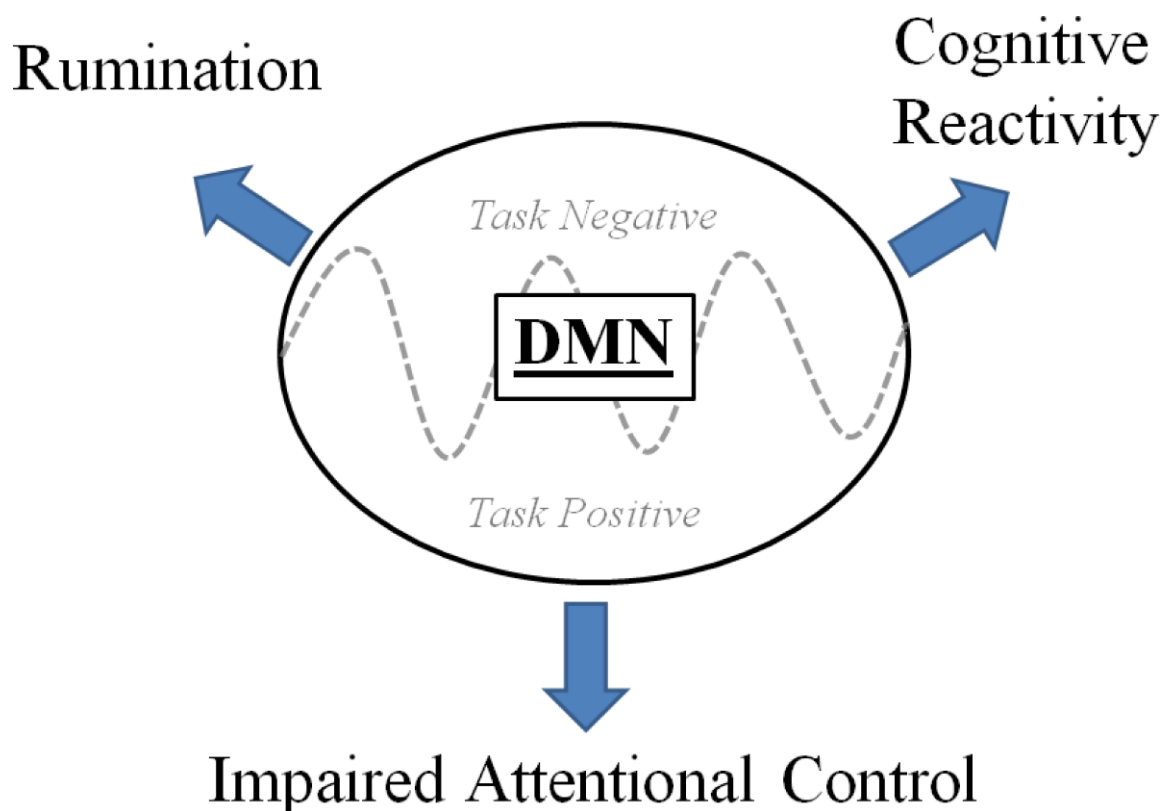 Rumination
Cognitive
Reactivity
Task Negative
DMN
Task Positive
Impaired Attentional Control